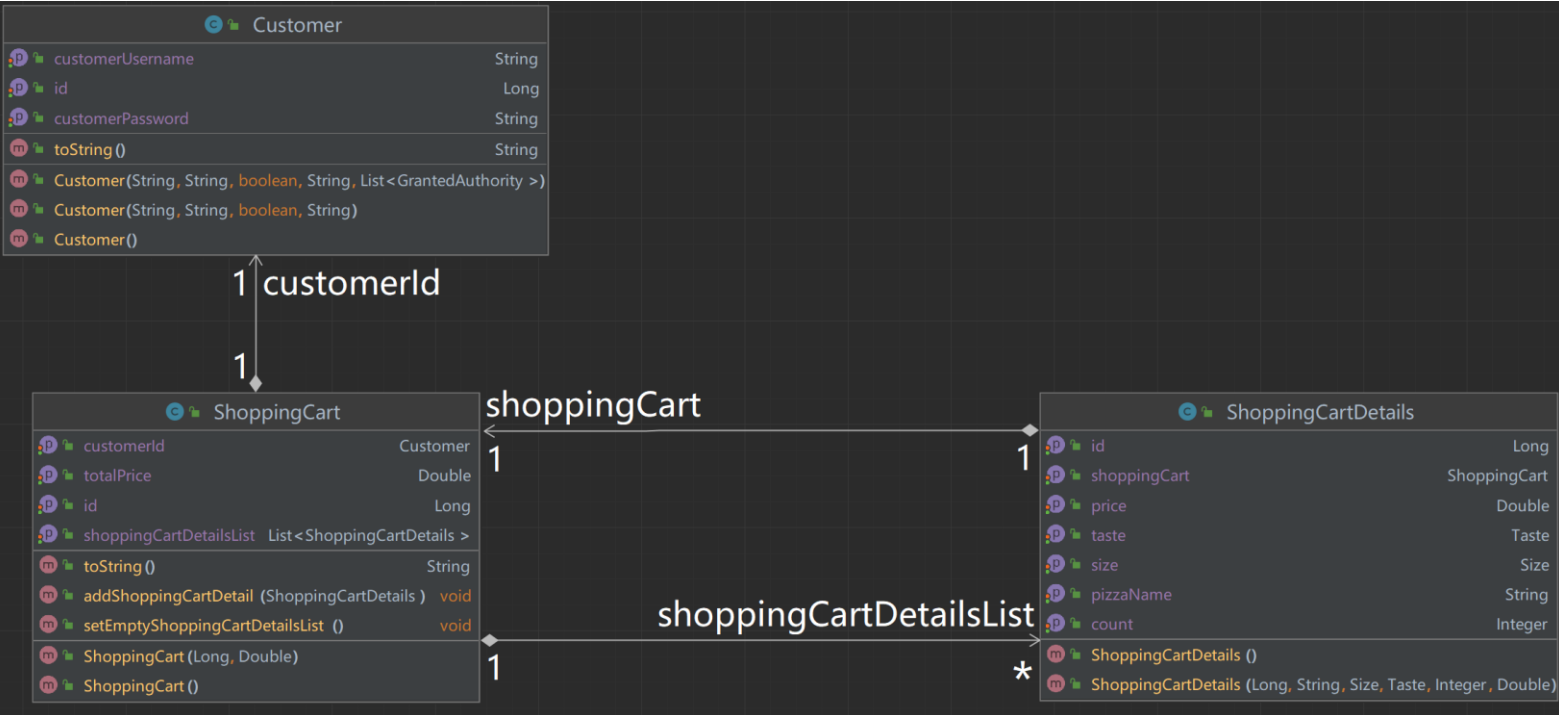 Customer
customerUsername String
id Long
customerPassword String
toString() String
Customer(String, String, boolean, String, List<GrantedAuthority >)
Customer(String, String, boolean, String)
Customer()
1 customerId
1
ShoppingCart
customerId Customer
totalPrice Double
id Long
shoppingCartDetailsList List<ShoppingCartDetails >
toString() String
addShoppingCartDetail (ShoppingCartDetails ) void
setEmptyShoppingCartDetailsList () void
ShoppingCart(Long, Double)
ShoppingCart()
shoppingCart
1 1
shoppingCartDetailsList
1 *
ShoppingCartDetails
id Long
shoppingCart ShoppingCart
price Double
taste Taste
size Size
pizzaName String
count Integer
ShoppingCartDetails ()
ShoppingCartDetails (Long, String, Size, Taste, Integer, Double)